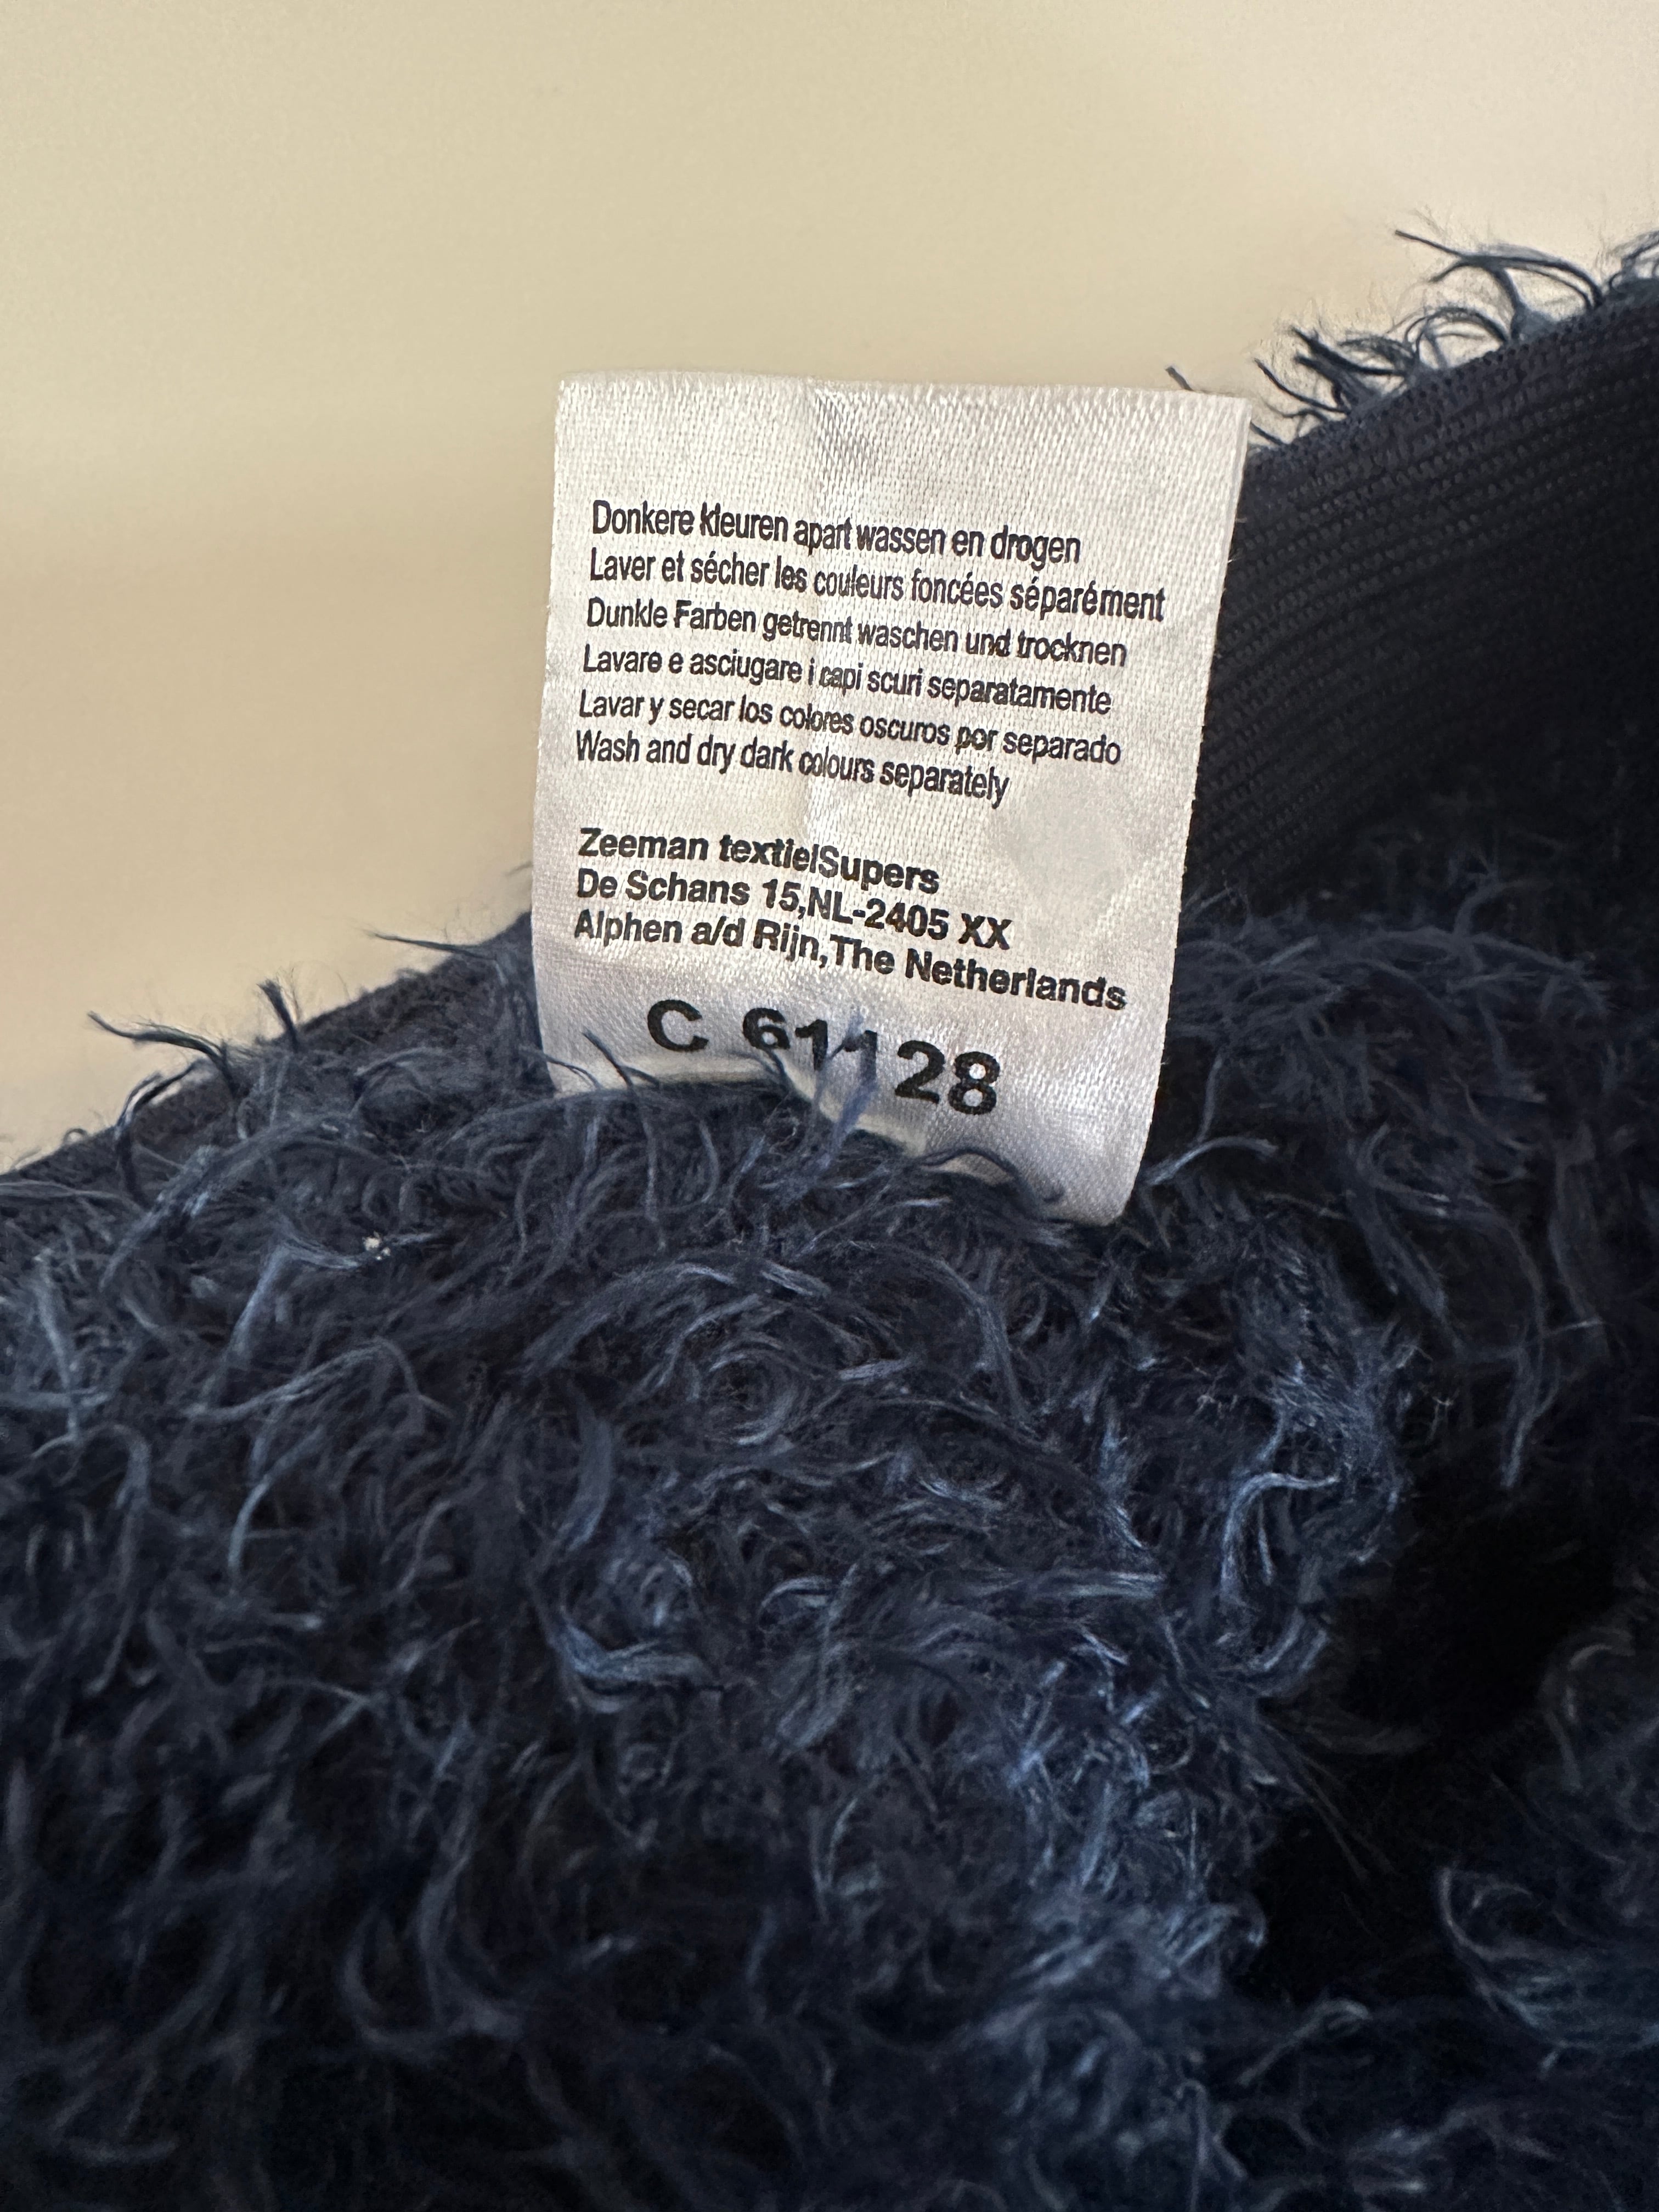 Donkere kleuren apart wassen en drogen
Laver et sécher les couleurs foncées séparément
Dunkle Farben getrennt waschen und trocknen
Lavare e asciugare i capi scuri separatamente
Lavar y secar los colores oscuros por separado
Wash and dry dark colours separately
Zeeman textielSupers
De Schans 15,NL-2405 XX
Alphen a/d Rijn,The Netherlands
C 61128